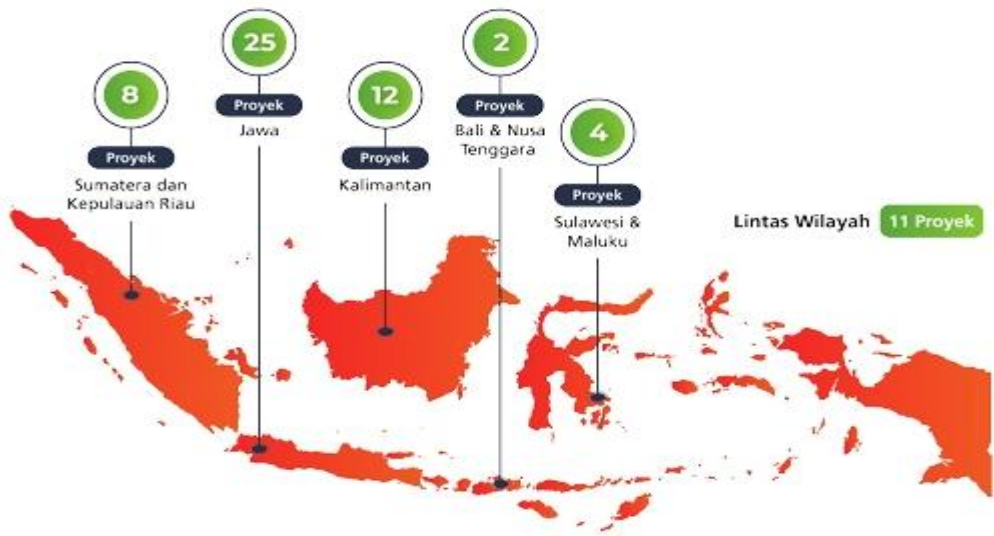 8
Proyek
Sumatera dan
Kepulauan Riau
25
Proyek
Jawa
12
Proyek
Kalimantan
2
Proyek
Bali & Nusa
Tenggara
4
Proyek
Sulawesi &
Maluku
Lintas Wilayah 11 Proyek